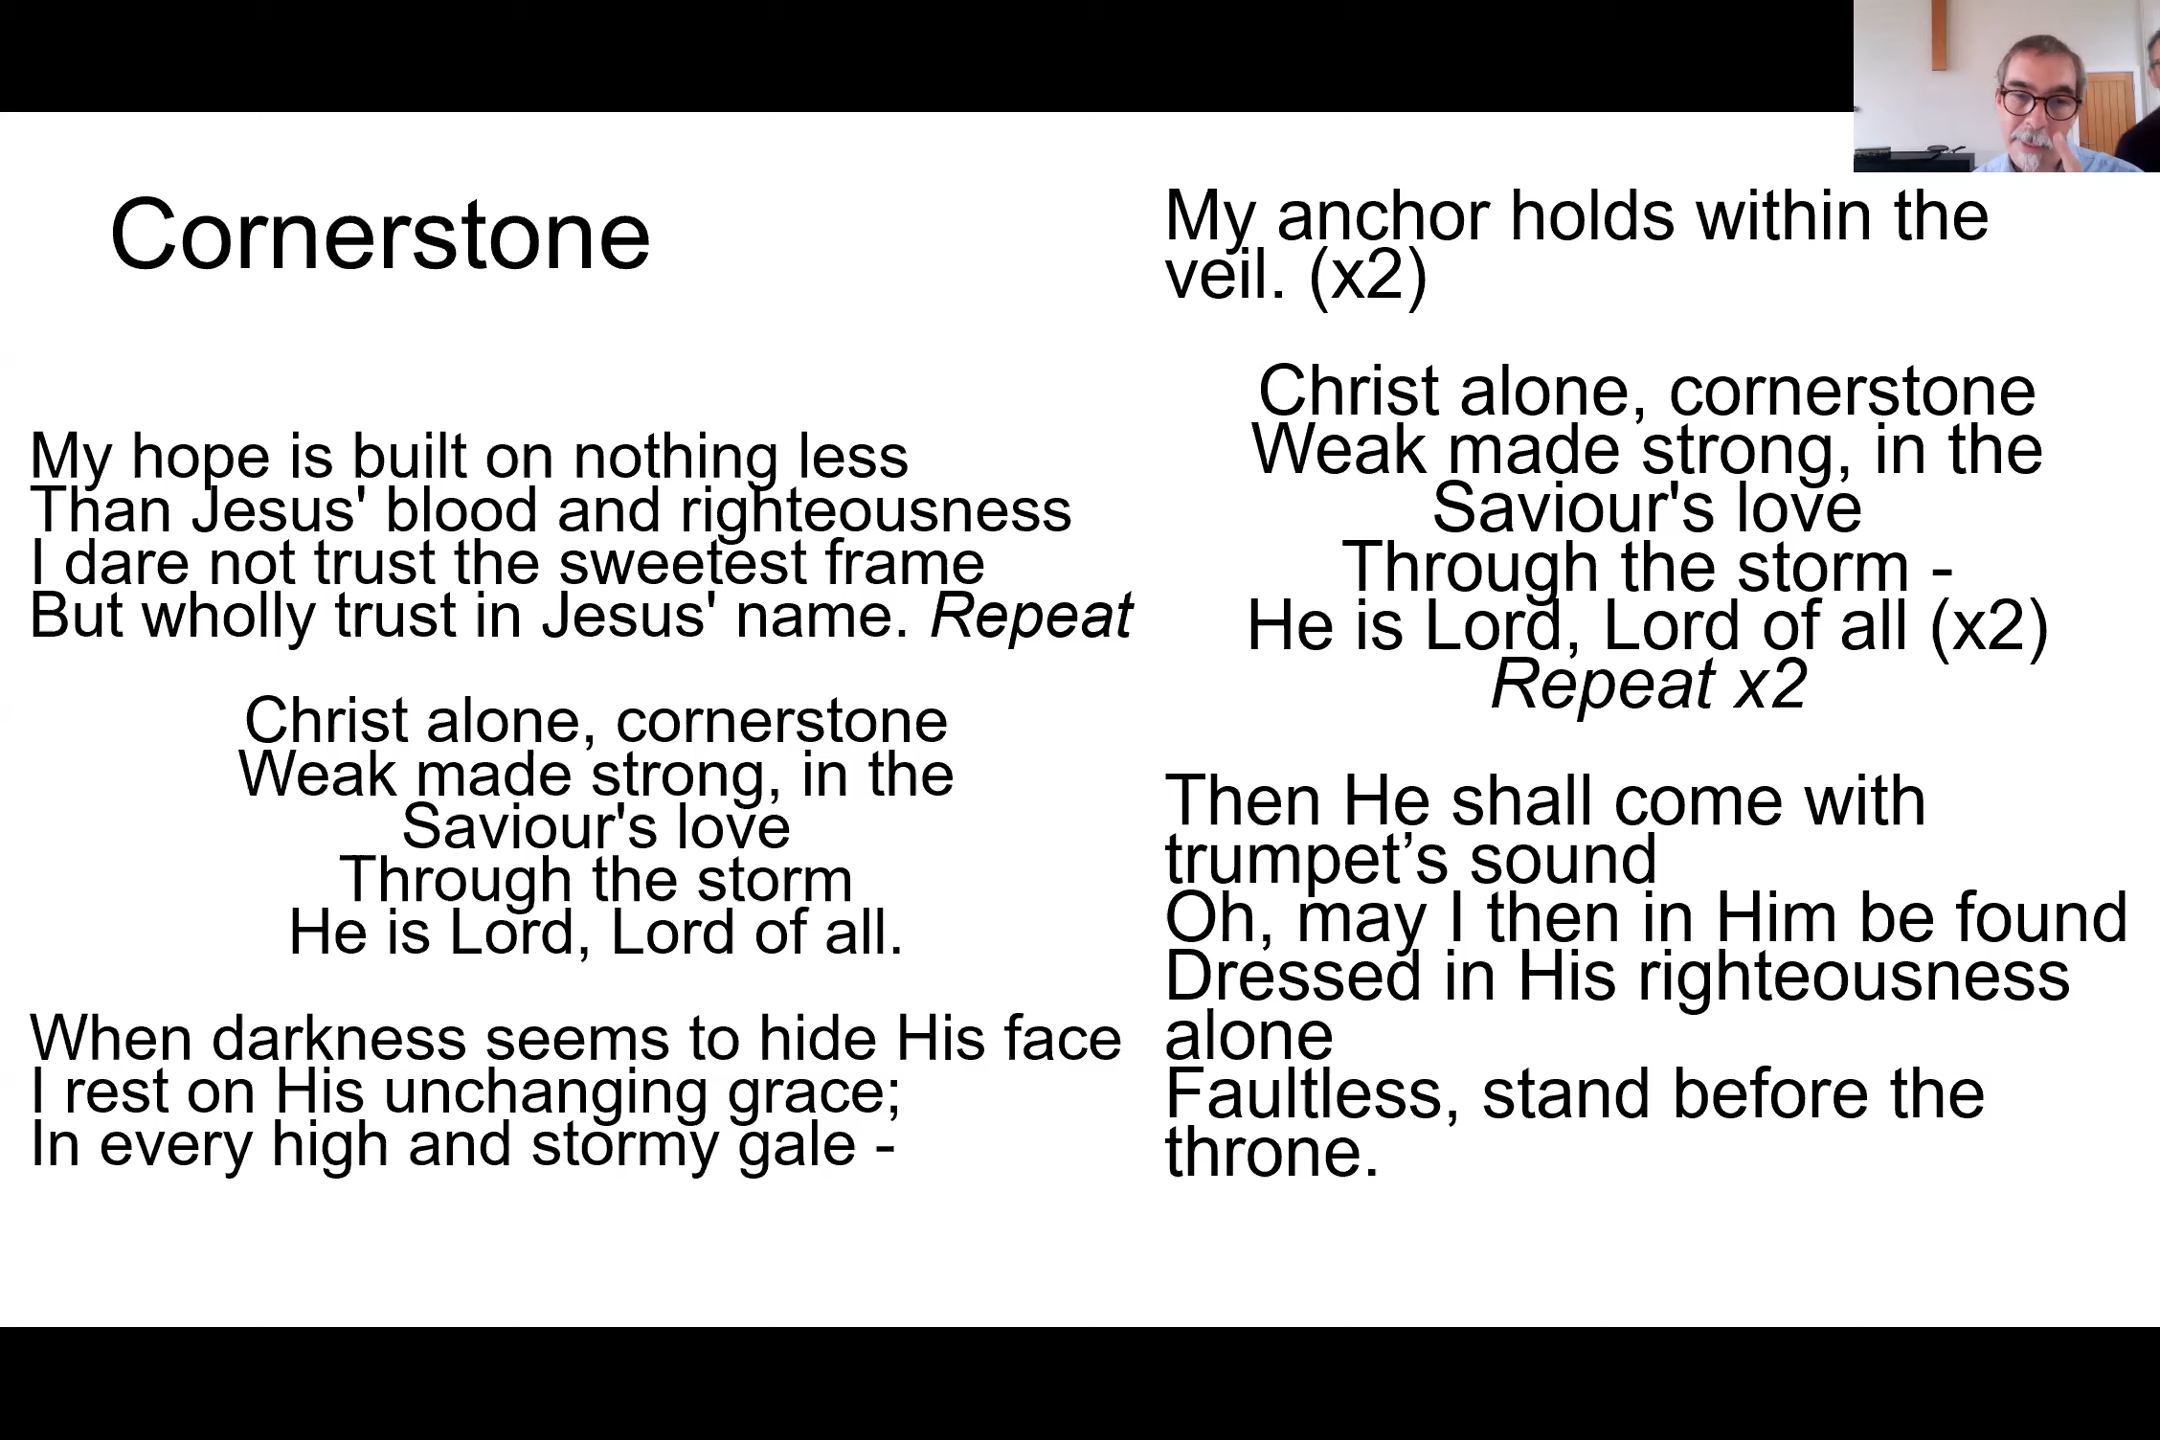 Cornerstone
My hope is built on nothing less
Than Jesus' blood and righteousness
I dare not trust the sweetest frame
But wholly trust in Jesus' name. Repeat
Christ alone, cornerstone
Weak made strong, in the
Saviour's love
Through the storm
He is Lord, Lord of all.
When darkness seems to hide His face
I rest on His unchanging grace;
In every high and stormy gale -
My anchor holds within the
veil. (x2)
Christ alone, cornerstone
Weak made strong, in the
Saviour's love
Through the storm -
He is Lord, Lord of all (x2)
Repeat x2
Then He shall come with
trumpet’s sound
Oh, may I then in Him be found
Dressed in His righteousness
alone
Faultless, stand before the
throne.